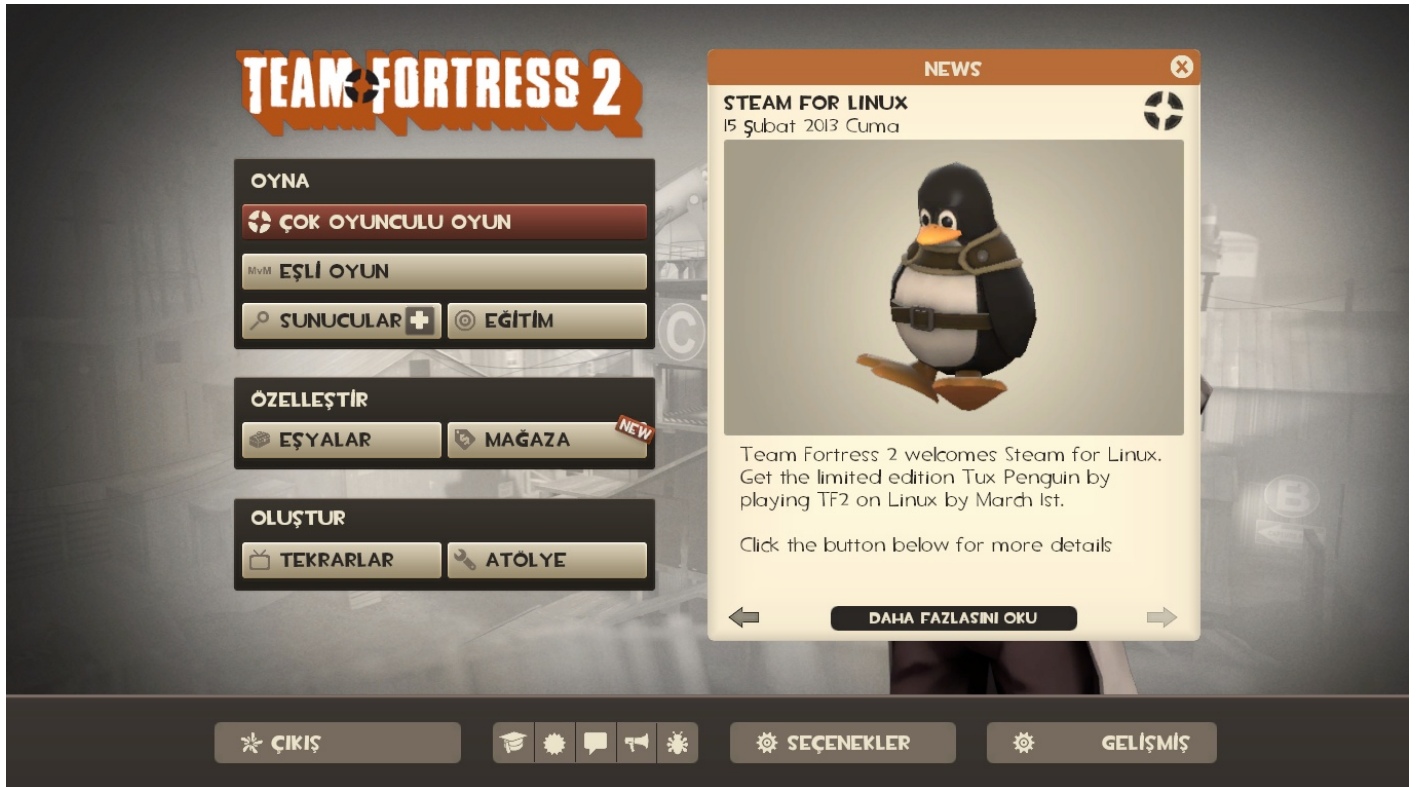 TEAM FORTRESS 2
OYNA
ÇOK OYUNCULU OYUN
MvM EŞLİ OYUN
SUNUCULAR
EĞİTİM
ÖZELLEŞTİR
EŞYALAR
MAĞAZA
NEW
OLUŞTUR
TEKRARLAR
ATÖLYE
NEWS
STEAM FOR LINUX
15 Şubat 2013 Cuma
Team Fortress 2 welcomes Steam for Linux.
Get the limited edition Tux Penguin by
playing TF2 on Linux by March 1st.
Click the button below for more details
DAHA FAZLASINI OKU
C
B
ÇIKIŞ
SEÇENEKLER
GELİŞMİŞ